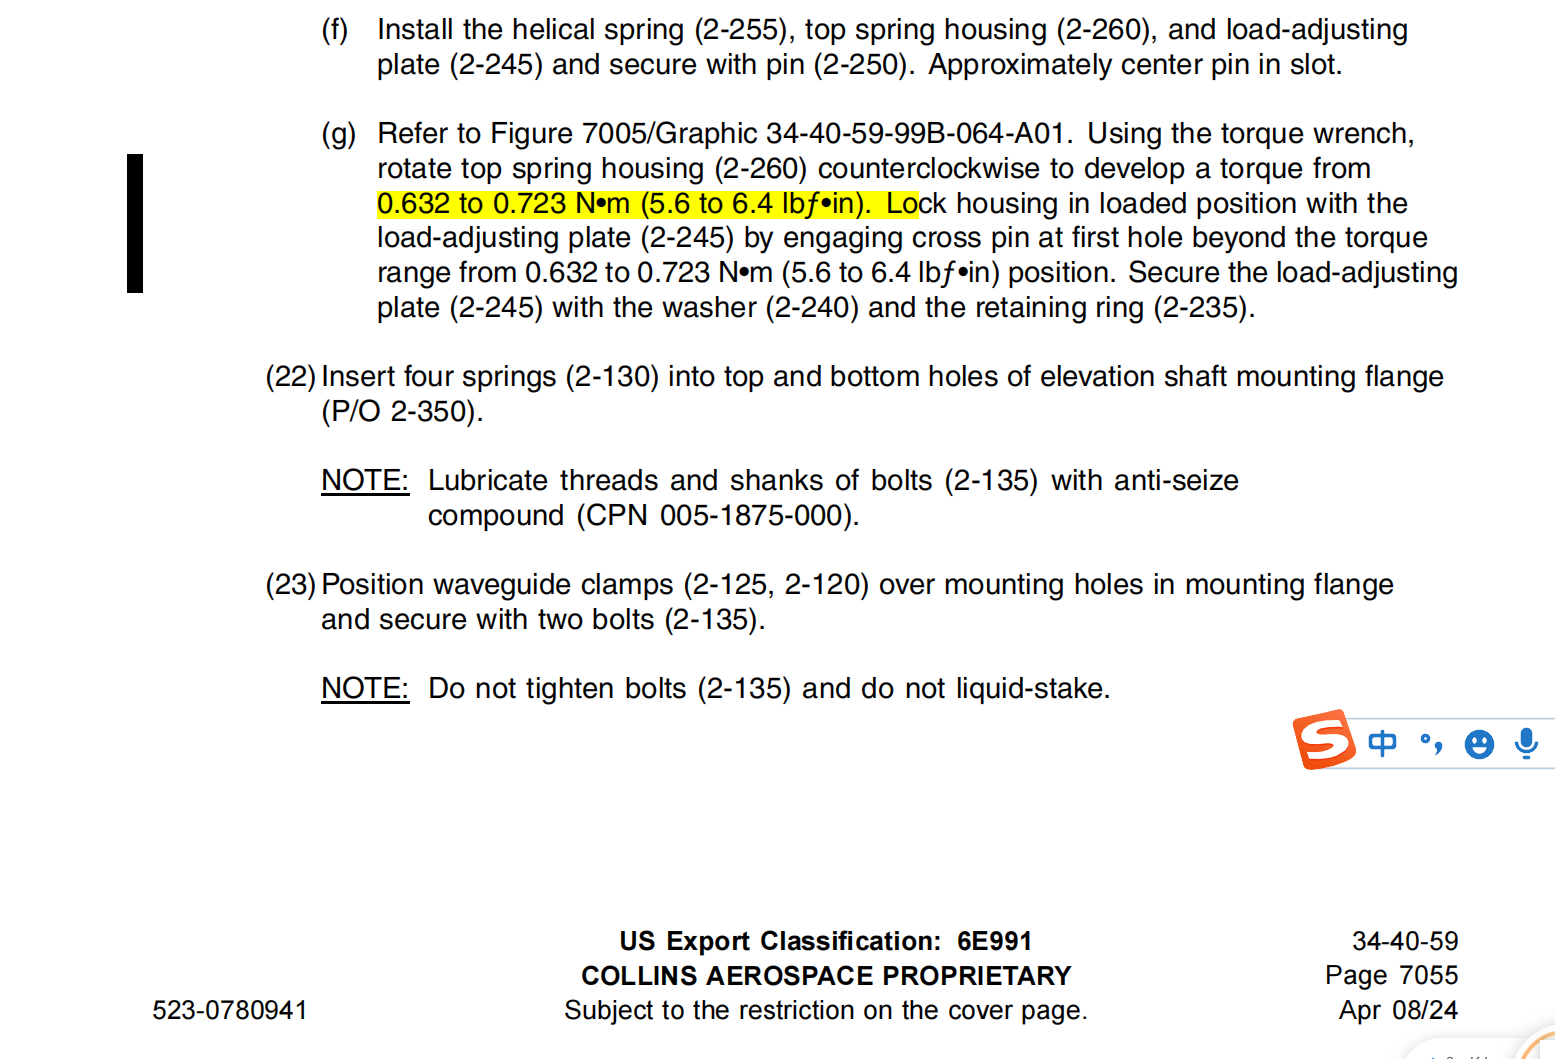 (f) Install the helical spring (2-255), top spring housing (2-260), and load-adjusting
plate (2-245) and secure with pin (2-250). Approximately center pin in slot.
(g) Refer to Figure 7005/Graphic 34-40-59-99B-064-A01. Using the torque wrench,
rotate top spring housing (2-260) counterclockwise to develop a torque from
0.632 to 0.723 N•m (5.6 to 6.4 lbƒ•in). Lock housing in loaded position with the
load-adjusting plate (2-245) by engaging cross pin at first hole beyond the torque
range from 0.632 to 0.723 N•m (5.6 to 6.4 lbƒ•in) position. Secure the load-adjusting
plate (2-245) with the washer (2-240) and the retaining ring (2-235).
(22) Insert four springs (2-130) into top and bottom holes of elevation shaft mounting flange
(P/O 2-350).
NOTE: Lubricate threads and shanks of bolts (2-135) with anti-seize
compound (CPN 005-1875-000).
(23) Position waveguide clamps (2-125, 2-120) over mounting holes in mounting flange
and secure with two bolts (2-135).
NOTE: Do not tighten bolts (2-135) and do not liquid-stake.
S 中 °,
US Export Classification: 6E991 34-40-59
COLLINS AEROSPACE PROPRIETARY Page 7055
523-0780941 Subject to the restriction on the cover page. Apr 08/24